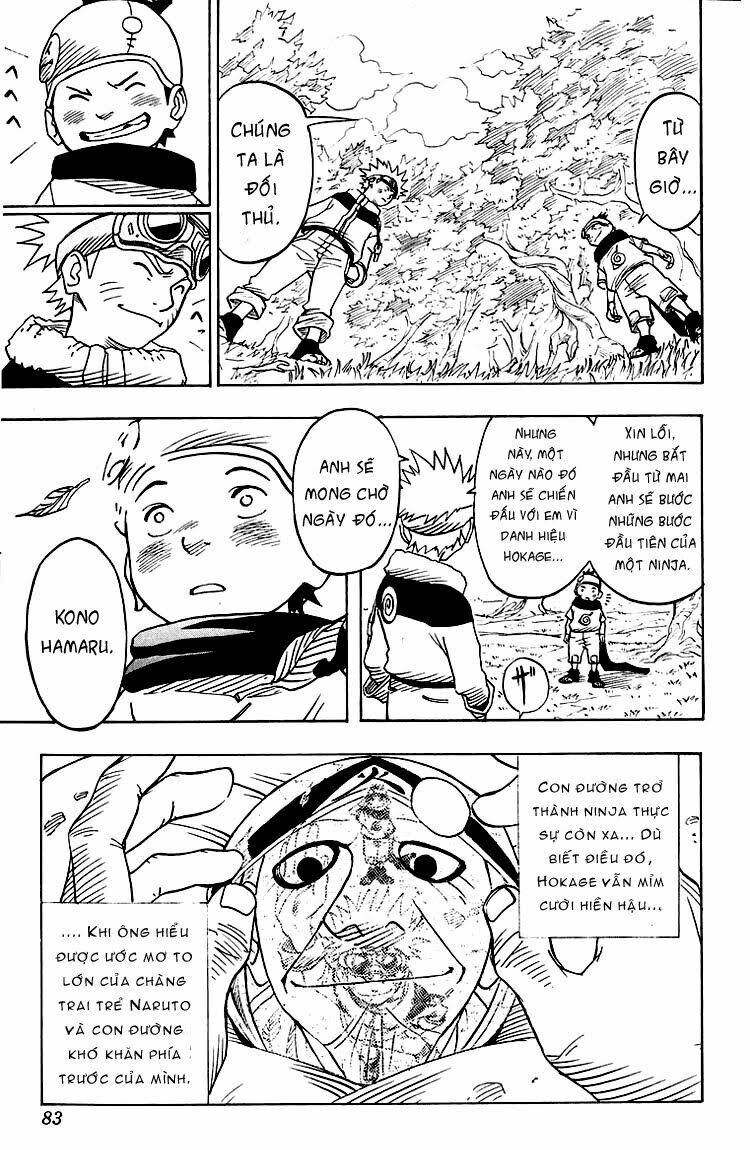 TỪ
BÂY
GIỜ...
CHÚNG
TA LÀ
ĐỐI
THỦ.
XIN LỖI,
NHƯNG BẮT
ĐẦU TỪ MAI
ANH SẼ BƯỚC
NHỮNG BƯỚC
ĐẦU TIÊN CỦA
MỘT NINJA.
NHƯNG
NÀY, MỘT
NGÀY NÀO ĐÓ
ANH SẼ CHIẾN
ĐẤU VỚI EM VÌ
DANH HIỆU
HOKAGE...
ANH SẼ
MONG CHỜ
NGÀY ĐÓ...
KONO
HAMARU.
CON ĐƯỜNG TRỞ
THÀNH NINJA THỰC
SỰ CÒN XA... DÙ
BIẾT ĐIỀU ĐÓ,
HOKAGE VẪN MỈM
CƯỜI HIỀN HẬU...
.... KHI ÔNG HIỂU
ĐƯỢC ƯỚC MƠ TO
LỚN CỦA CHÀNG
TRAI TRẺ NARUTO
VÀ CON ĐƯỜNG
KHÓ KHĂN PHÍA
TRƯỚC CỦA MÌNH.
83